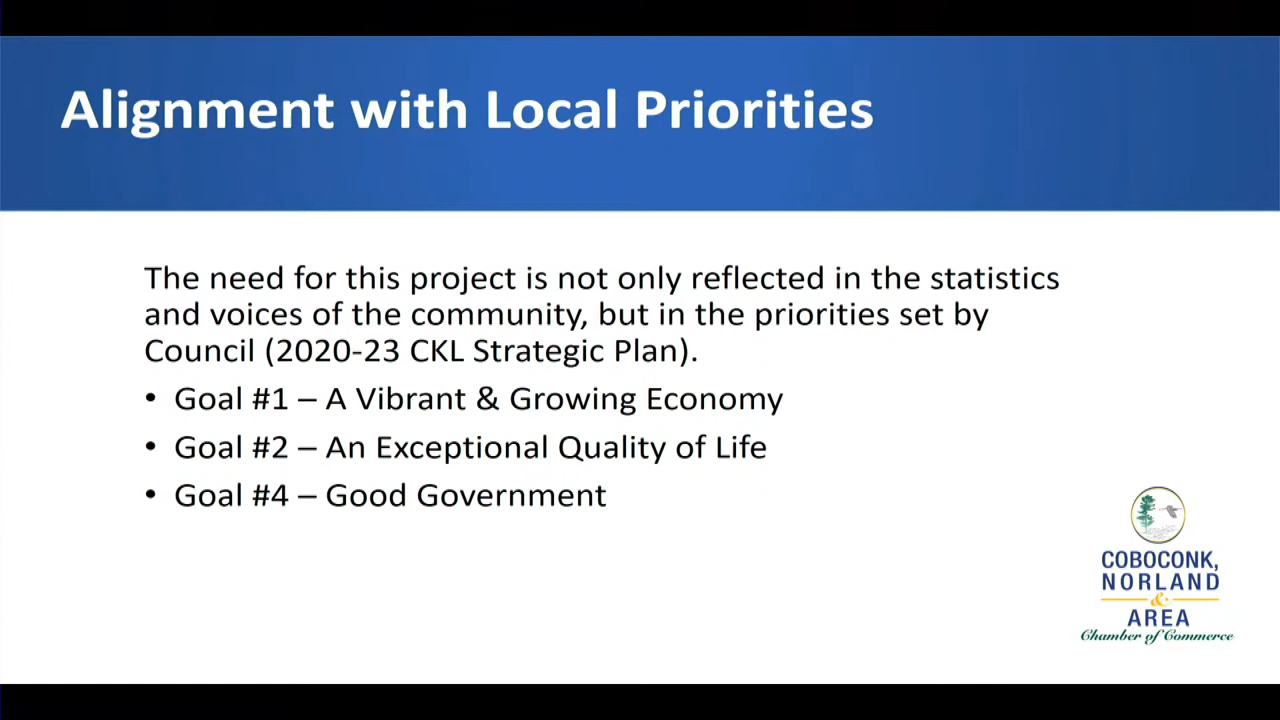 Alignment with Local Priorities
The need for this project is not only reflected in the statistics
and voices of the community, but in the priorities set by
Council (2020-23 CKL Strategic Plan).
• Goal #1 – A Vibrant & Growing Economy
• Goal #2 – An Exceptional Quality of Life
• Goal #4 – Good Government
COBOCONK,
NORLAND
&
AREA
Chamber of Commerce